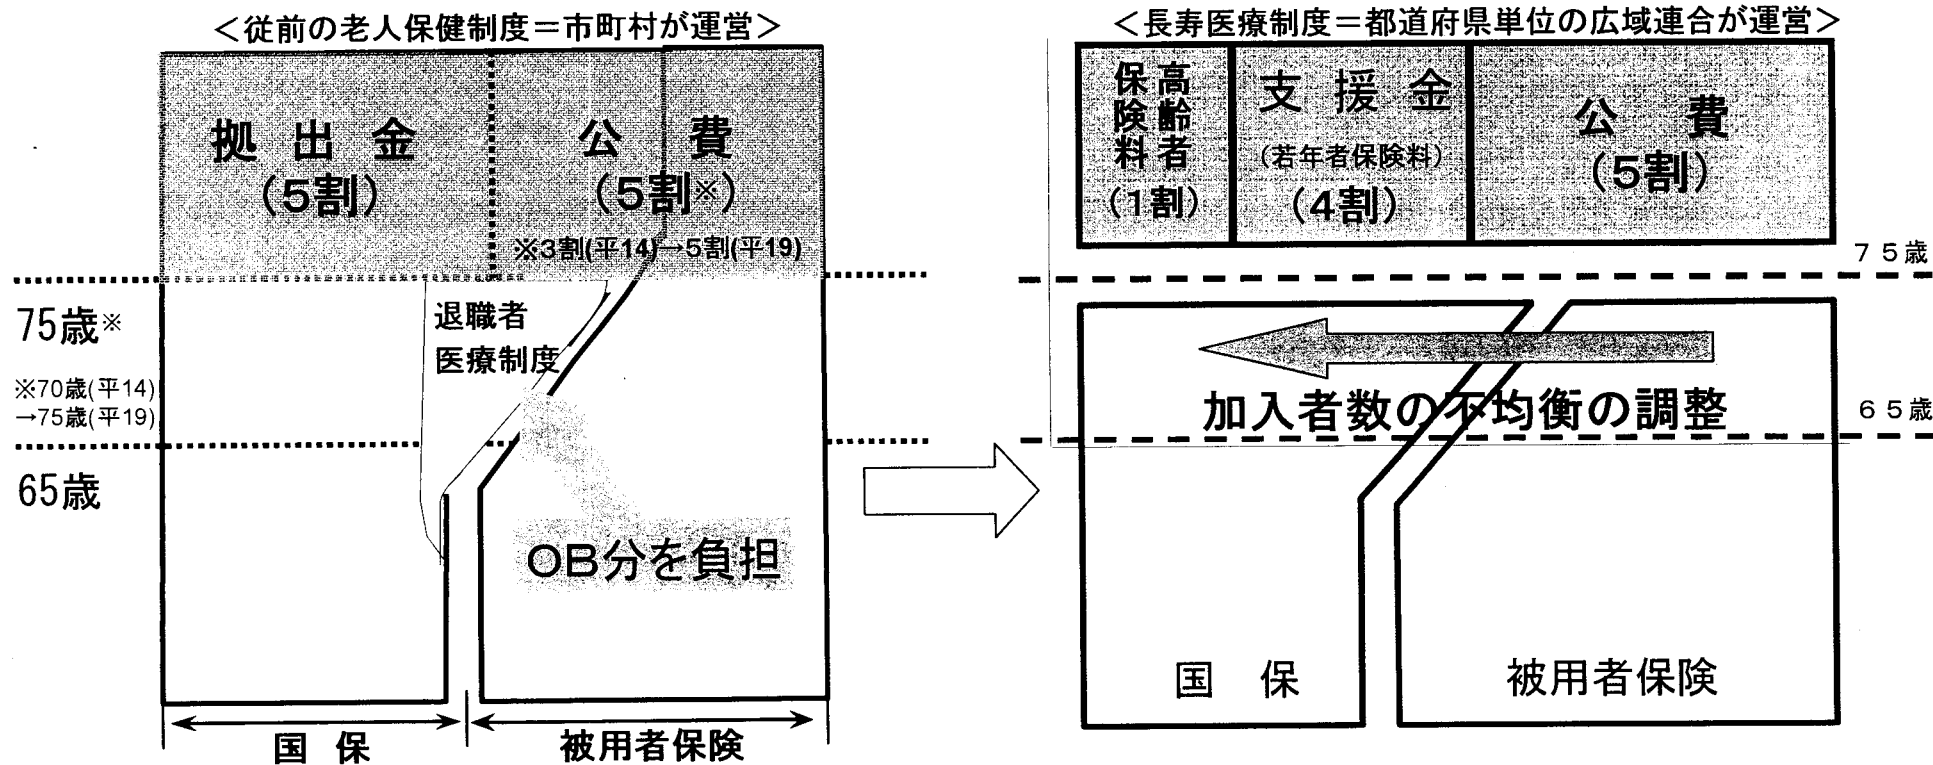 ＜従前の老人保健制度＝市町村が運営＞
拠出金
(5割)
公費
(5割※)
※3割(平14)→5割(平19)
75歳※
※70歳(平14)
→75歳(平19)
65歳
退職者
医療制度
OB分を負担
国保
被用者保険
＜長寿医療制度＝都道府県単位の広域連合が運営＞
高齢者
保険料
(1割)
支援金
(若年者保険料)
(4割)
公費
(5割)
75歳
加入者数の不均衡の調整
65歳
国保
被用者保険